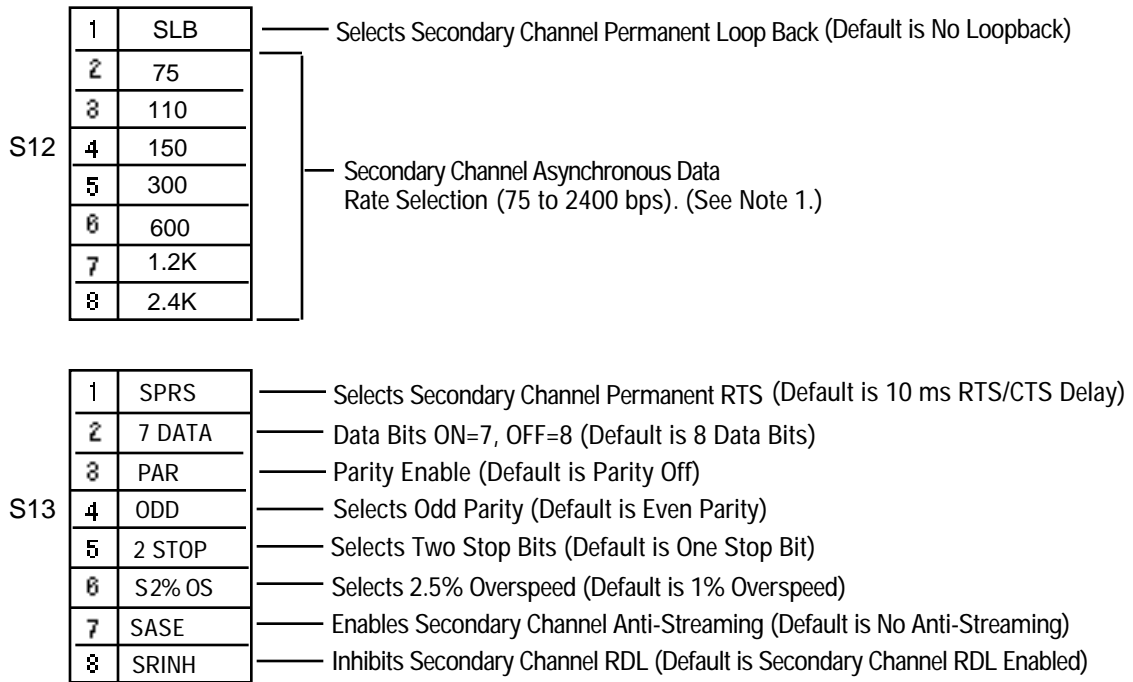 S12
1 SLB Selects Secondary Channel Permanent Loop Back (Default is No Loopback)
2 75
3 110
4 150
5 300
6 600
7 1.2K
8 2.4K
Secondary Channel Asynchronous Data
Rate Selection (75 to 2400 bps). (See Note 1.)
S13
1 SPRS Selects Secondary Channel Permanent RTS (Default is 10 ms RTS/CTS Delay)
2 7 DATA Data Bits ON=7, OFF=8 (Default is 8 Data Bits)
3 PAR Parity Enable (Default is Parity Off)
4 ODD Selects Odd Parity (Default is Even Parity)
5 2 STOP Selects Two Stop Bits (Default is One Stop Bit)
6 S2% OS Selects 2.5% Overspeed (Default is 1% Overspeed)
7 SASE Enables Secondary Channel Anti-Streaming (Default is No Anti-Streaming)
8 SRINH Inhibits Secondary Channel RDL (Default is Secondary Channel RDL Enabled)